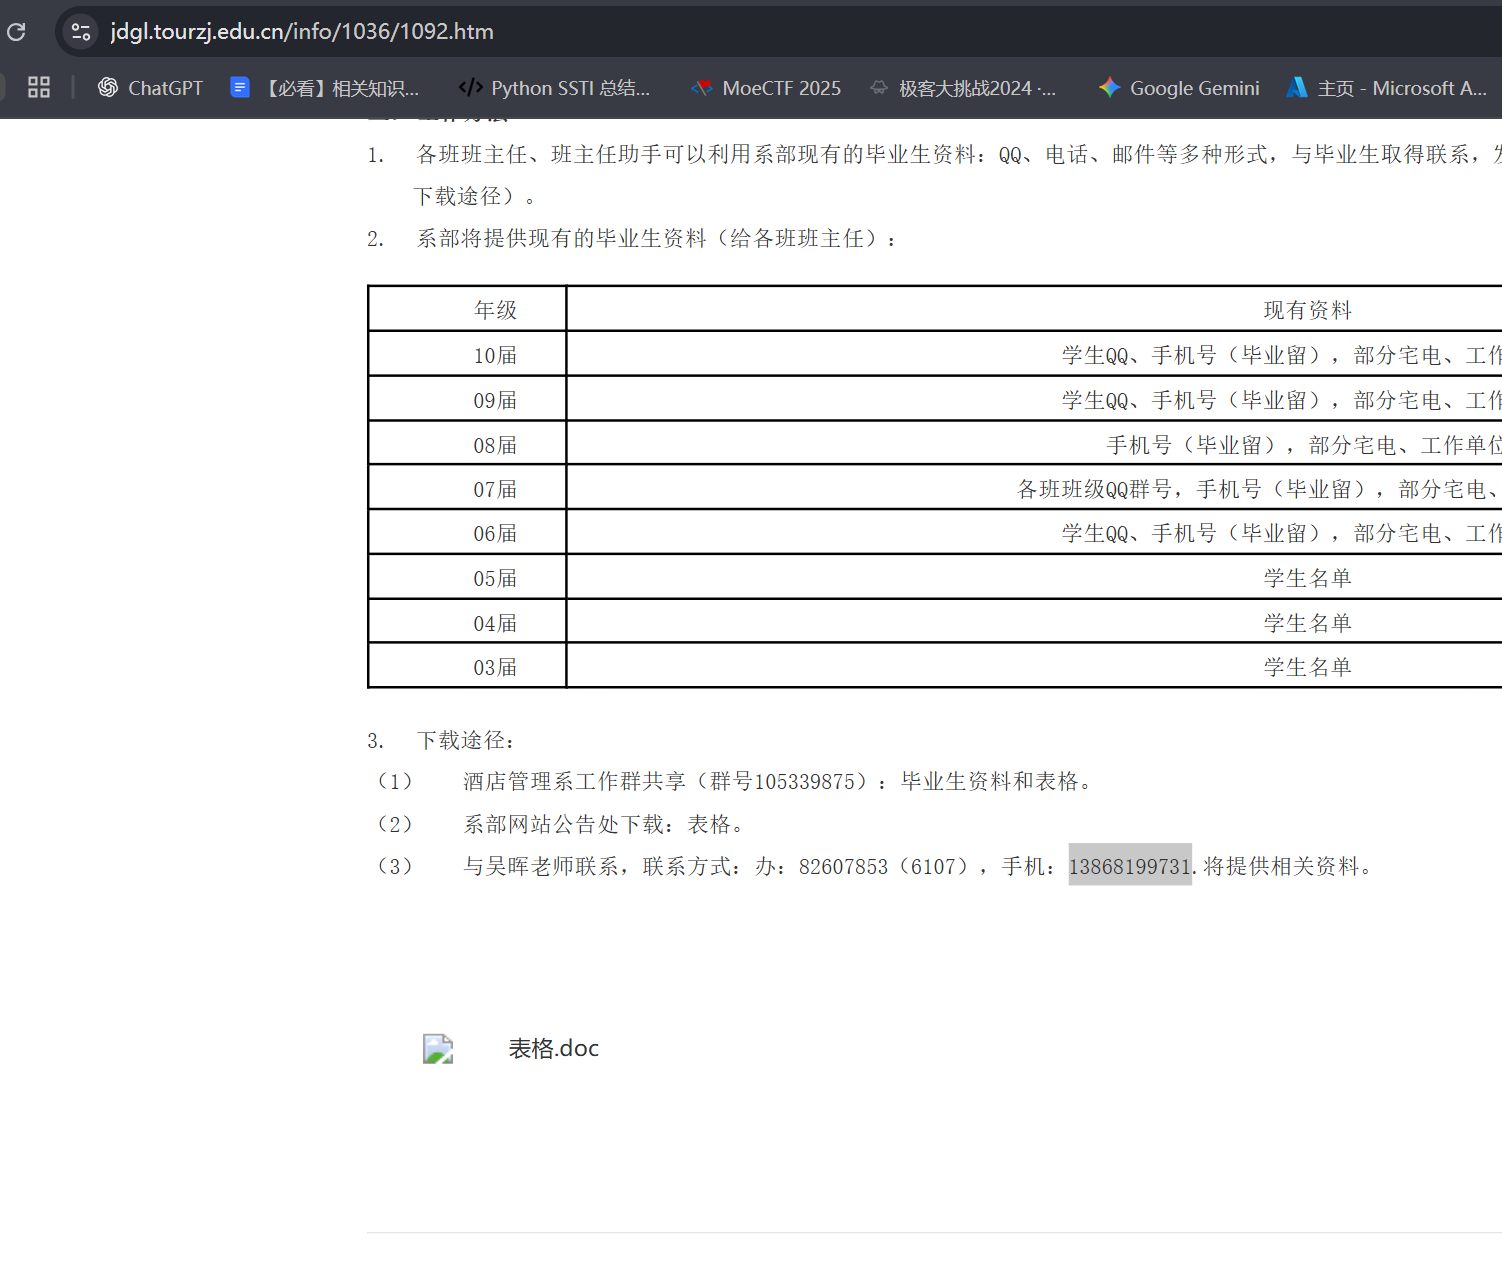 jdgl.tourzj.edu.cn/info/1036/1092.htm
ChatGPT 【必看】相关知识... Python SSTI 总结... MoeCTF 2025 极客大挑战2024 ·... Google Gemini 主页 - Microsoft A...
1. 各班班主任、班主任助手可以利用系部现有的毕业生资料：QQ、电话、邮件等多种形式，与毕业生取得联系，
下载途径）。
2. 系部将提供现有的毕业生资料（给各班班主任）：
年级 现有资料
10届 学生QQ、手机号（毕业留），部分宅电、工作
09届 学生QQ、手机号（毕业留），部分宅电、工作
08届 手机号（毕业留），部分宅电、工作单位
07届 各班班级QQ群号，手机号（毕业留），部分宅电、
06届 学生QQ、手机号（毕业留），部分宅电、工作
05届 学生名单
04届 学生名单
03届 学生名单
3. 下载途径：
（1） 酒店管理系工作群共享（群号105339875）：毕业生资料和表格。
（2） 系部网站公告处下载：表格。
（3） 与吴晖老师联系，联系方式：办：82607853（6107），手机：13868199731.将提供相关资料。
表格.doc